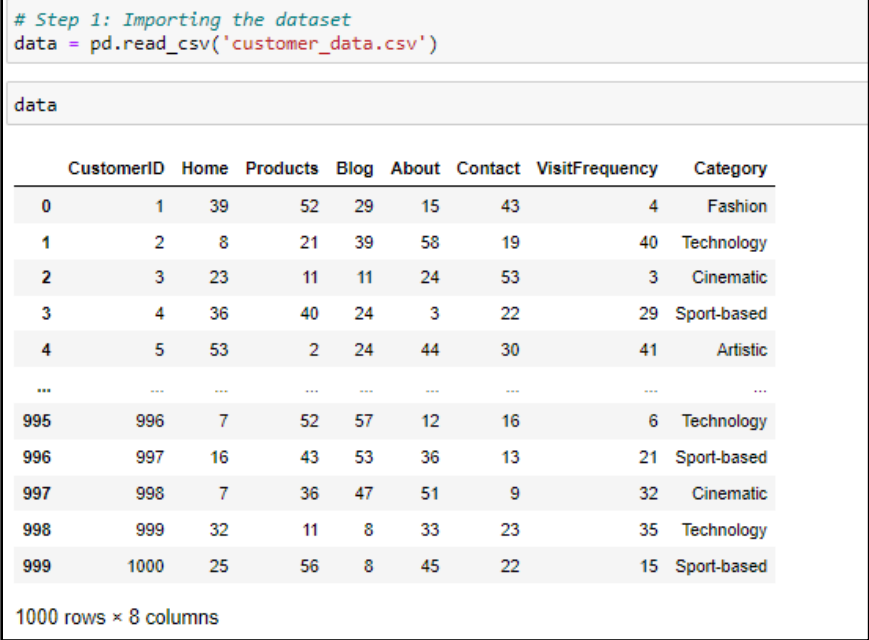 # Step 1: Importing the dataset
data = pd.read_csv('customer_data.csv')
data
CustomerID Home Products Blog About Contact VisitFrequency Category
0 1 39 52 29 15 43 4 Fashion
1 2 8 21 39 58 19 40 Technology
2 3 23 11 11 24 53 3 Cinematic
3 4 36 40 24 3 22 29 Sport-based
4 5 53 2 24 44 30 41 Artistic
... ... ... ... ... ... ... ... ...
995 996 7 52 57 12 16 6 Technology
996 997 16 43 53 36 13 21 Sport-based
997 998 7 36 47 51 9 32 Cinematic
998 999 32 11 8 33 23 35 Technology
999 1000 25 56 8 45 22 15 Sport-based
1000 rows × 8 columns